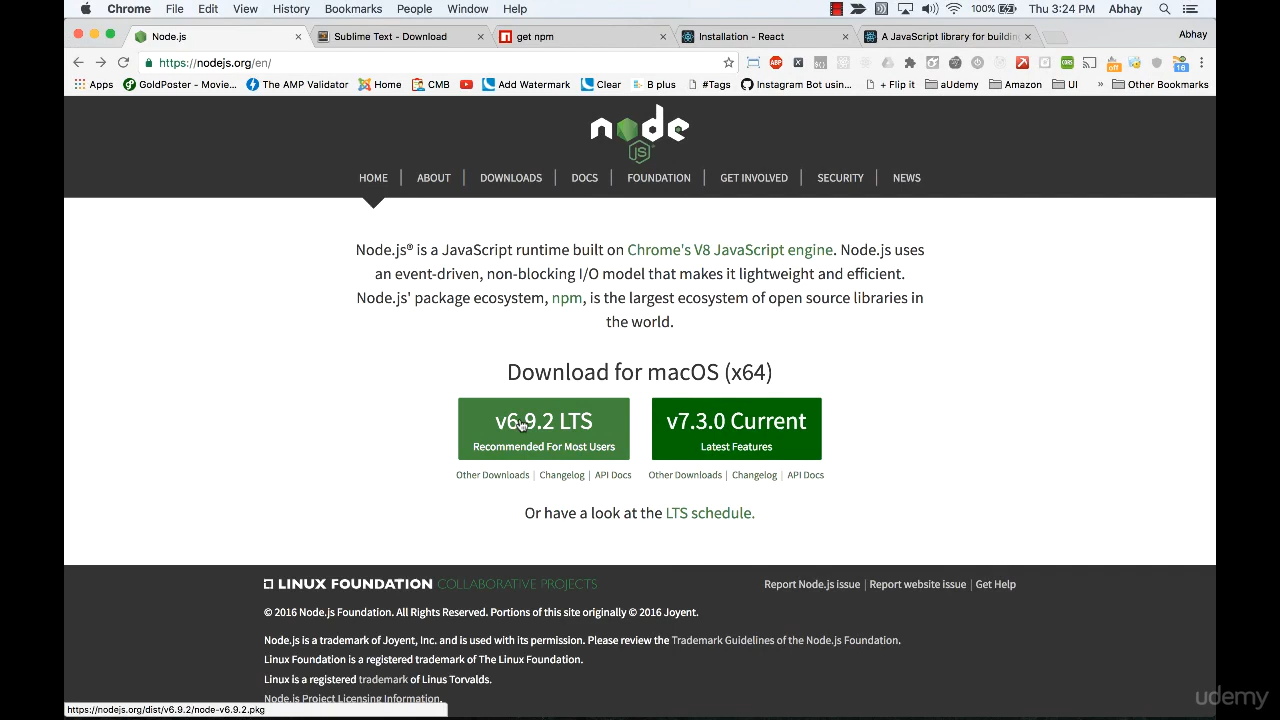 Chrome File Edit View History Bookmarks People Window Help 100% Thu 3:24 PM Abhay
Node.js Sublime Text - Download get npm Installation - React A JavaScript library for building Abhay
https://nodejs.org/en/
Apps GoldPoster - Movie... The AMP Validator Home CMB Add Watermark Clear B plus #Tags Instagram Bot usin... + Flip it aUdemy Amazon UI » Other Bookmarks
node
JS
HOME ABOUT DOWNLOADS DOCS FOUNDATION GET INVOLVED SECURITY NEWS
Node.js® is a JavaScript runtime built on Chrome's V8 JavaScript engine. Node.js uses
an event-driven, non-blocking I/O model that makes it lightweight and efficient.
Node.js' package ecosystem, npm, is the largest ecosystem of open source libraries in
the world.
Download for macOS (x64)
v6.9.2 LTS v7.3.0 Current
Recommended For Most Users Latest Features
Other Downloads | Changelog | API Docs Other Downloads | Changelog | API Docs
Or have a look at the LTS schedule.
LINUX FOUNDATION COLLABORATIVE PROJECTS Report Node.js issue | Report website issue | Get Help
© 2016 Node.js Foundation. All Rights Reserved. Portions of this site originally © 2016 Joyent.
Node.js is a trademark of Joyent, Inc. and is used with its permission. Please review the Trademark Guidelines of the Node.js Foundation.
Linux Foundation is a registered trademark of The Linux Foundation.
Linux is a registered trademark of Linus Torvalds.
Node.js Project Licensing Information.
https://nodejs.org/dist/v6.9.2/node-v6.9.2.pkg
udemy